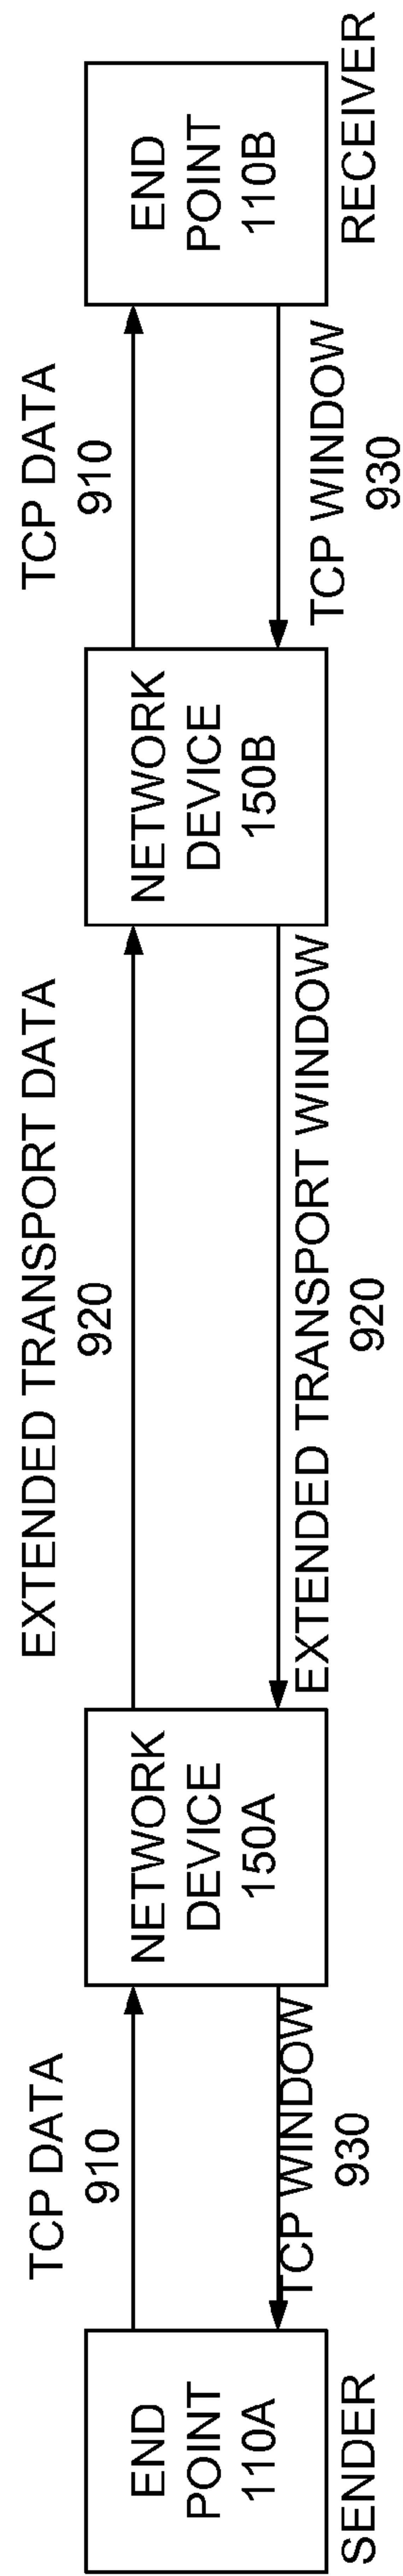 TCP DATA
910
EXTENDED TRANSPORT DATA
920
TCP DATA
910
END
POINT
110A
NETWORK
DEVICE
150A
NETWORK
DEVICE
150B
END
POINT
110B
SENDER
TCP WINDOW
930
EXTENDED TRANSPORT WINDOW
920
TCP WINDOW
930
RECEIVER